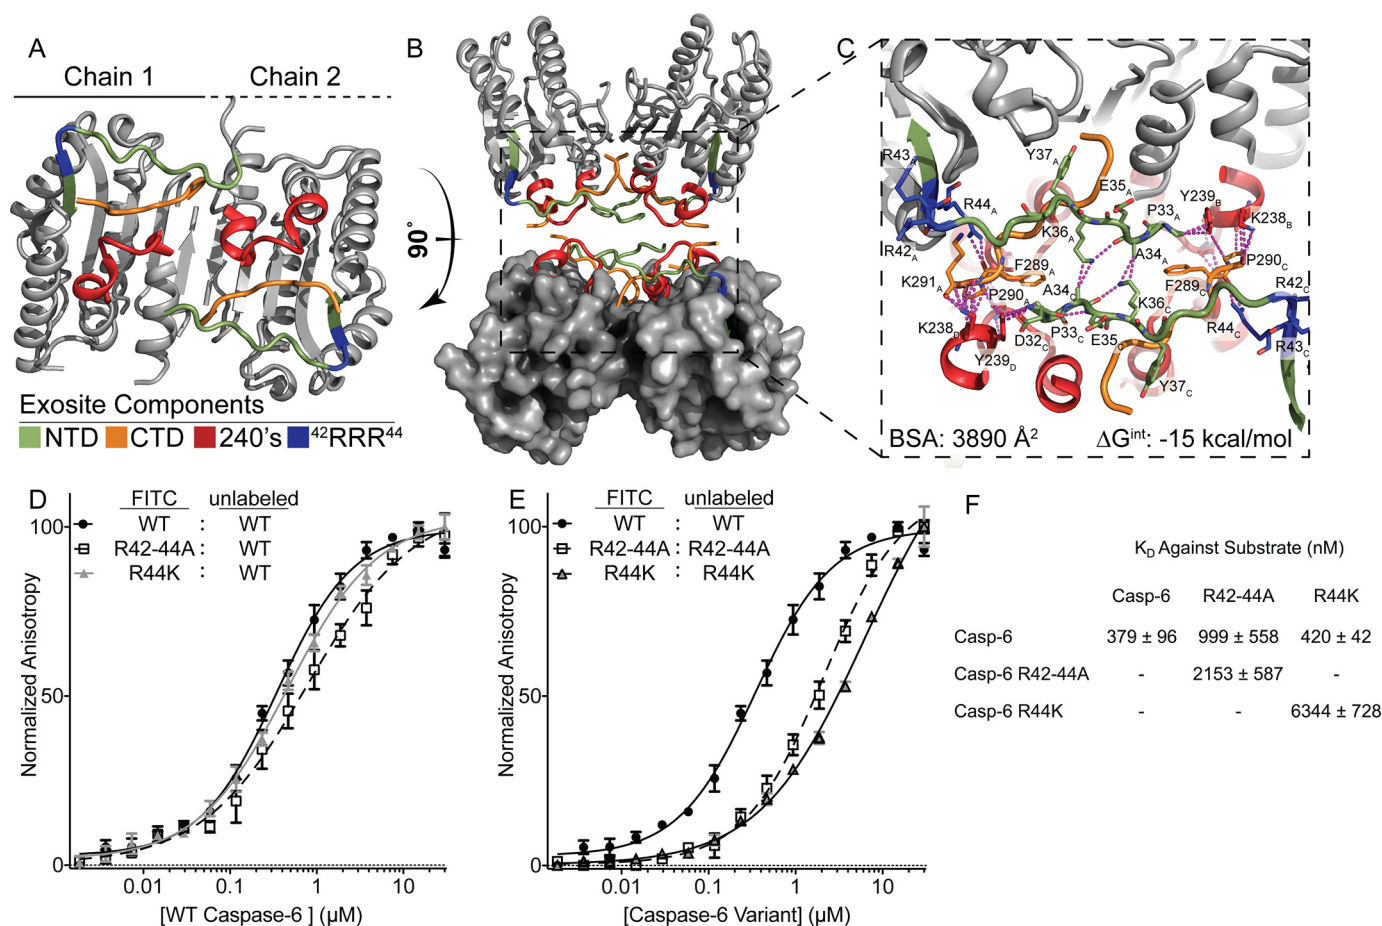 A
Chain 1
Chain 2
Exosite Components
NTD CTD 240's ⁴²RRR⁴⁴
B
90°
C
R43
R44A
R42A
K291A
Y37A
E35A
K36A
P33A
A34A
Y239B
K238B
P290C
F289A
A34C
P290A
F289C
R42C
K36C
K238D
Y239D
D32C
P33C
E35C
R44C
R43C
Y37C
BSA: 3890 Å²
ΔGⁱⁿᵗ: -15 kcal/mol
D
FITC unlabeled
WT : WT
R42-44A : WT
R44K : WT
Normalized Anisotropy
100
50
0
0.01 0.1 1 10
[WT Caspase-6 ] (μM)
E
FITC unlabeled
WT : WT
R42-44A : R42-44A
R44K : R44K
Normalized Anisotropy
100
50
0
0.01 0.1 1 10
[Caspase-6 Variant] (μM)
F
KD Against Substrate (nM)
Casp-6 R42-44A R44K
Casp-6 379 ± 96 999 ± 558 420 ± 42
Casp-6 R42-44A - 2153 ± 587 -
Casp-6 R44K - - 6344 ± 728